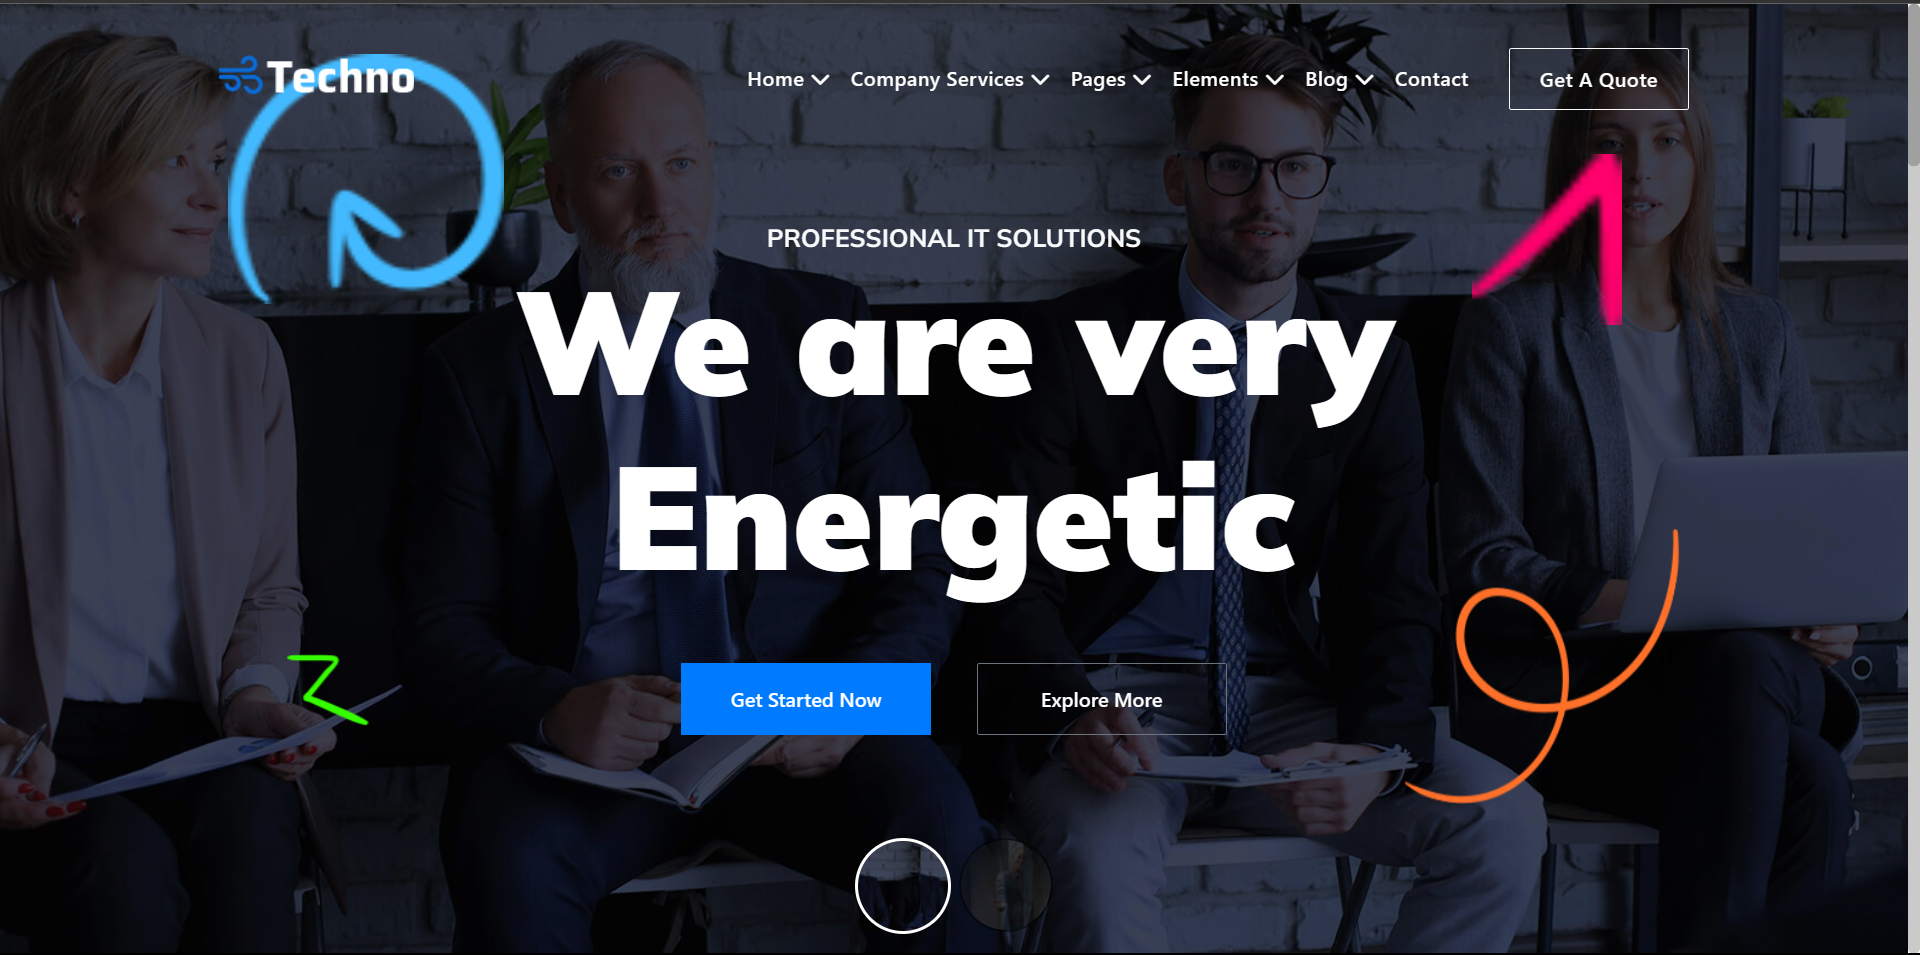 Techno
Home Company Services Pages Elements Blog Contact Get A Quote
PROFESSIONAL IT SOLUTIONS
We are very
Energetic
Get Started Now Explore More